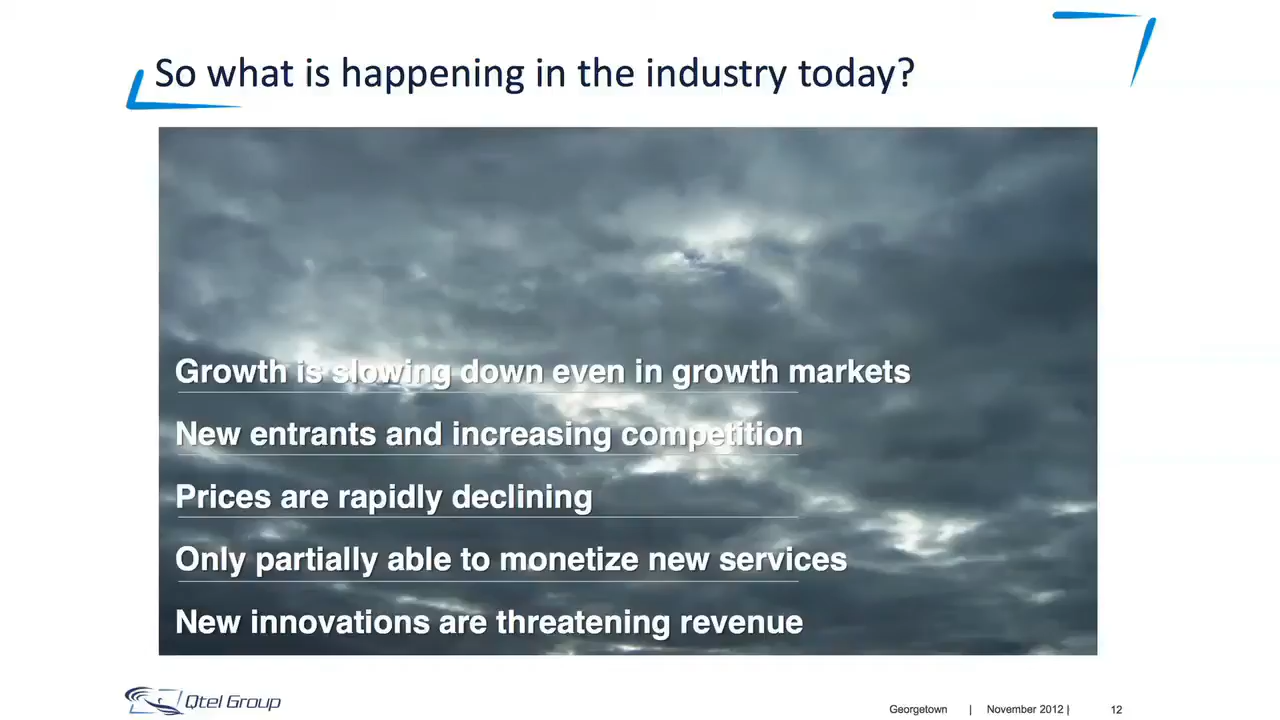 So what is happening in the industry today?
Growth is slowing down even in growth markets
New entrants and increasing competition
Prices are rapidly declining
Only partially able to monetize new services
New innovations are threatening revenue
Qtel Group
Georgetown | November 2012 | 12